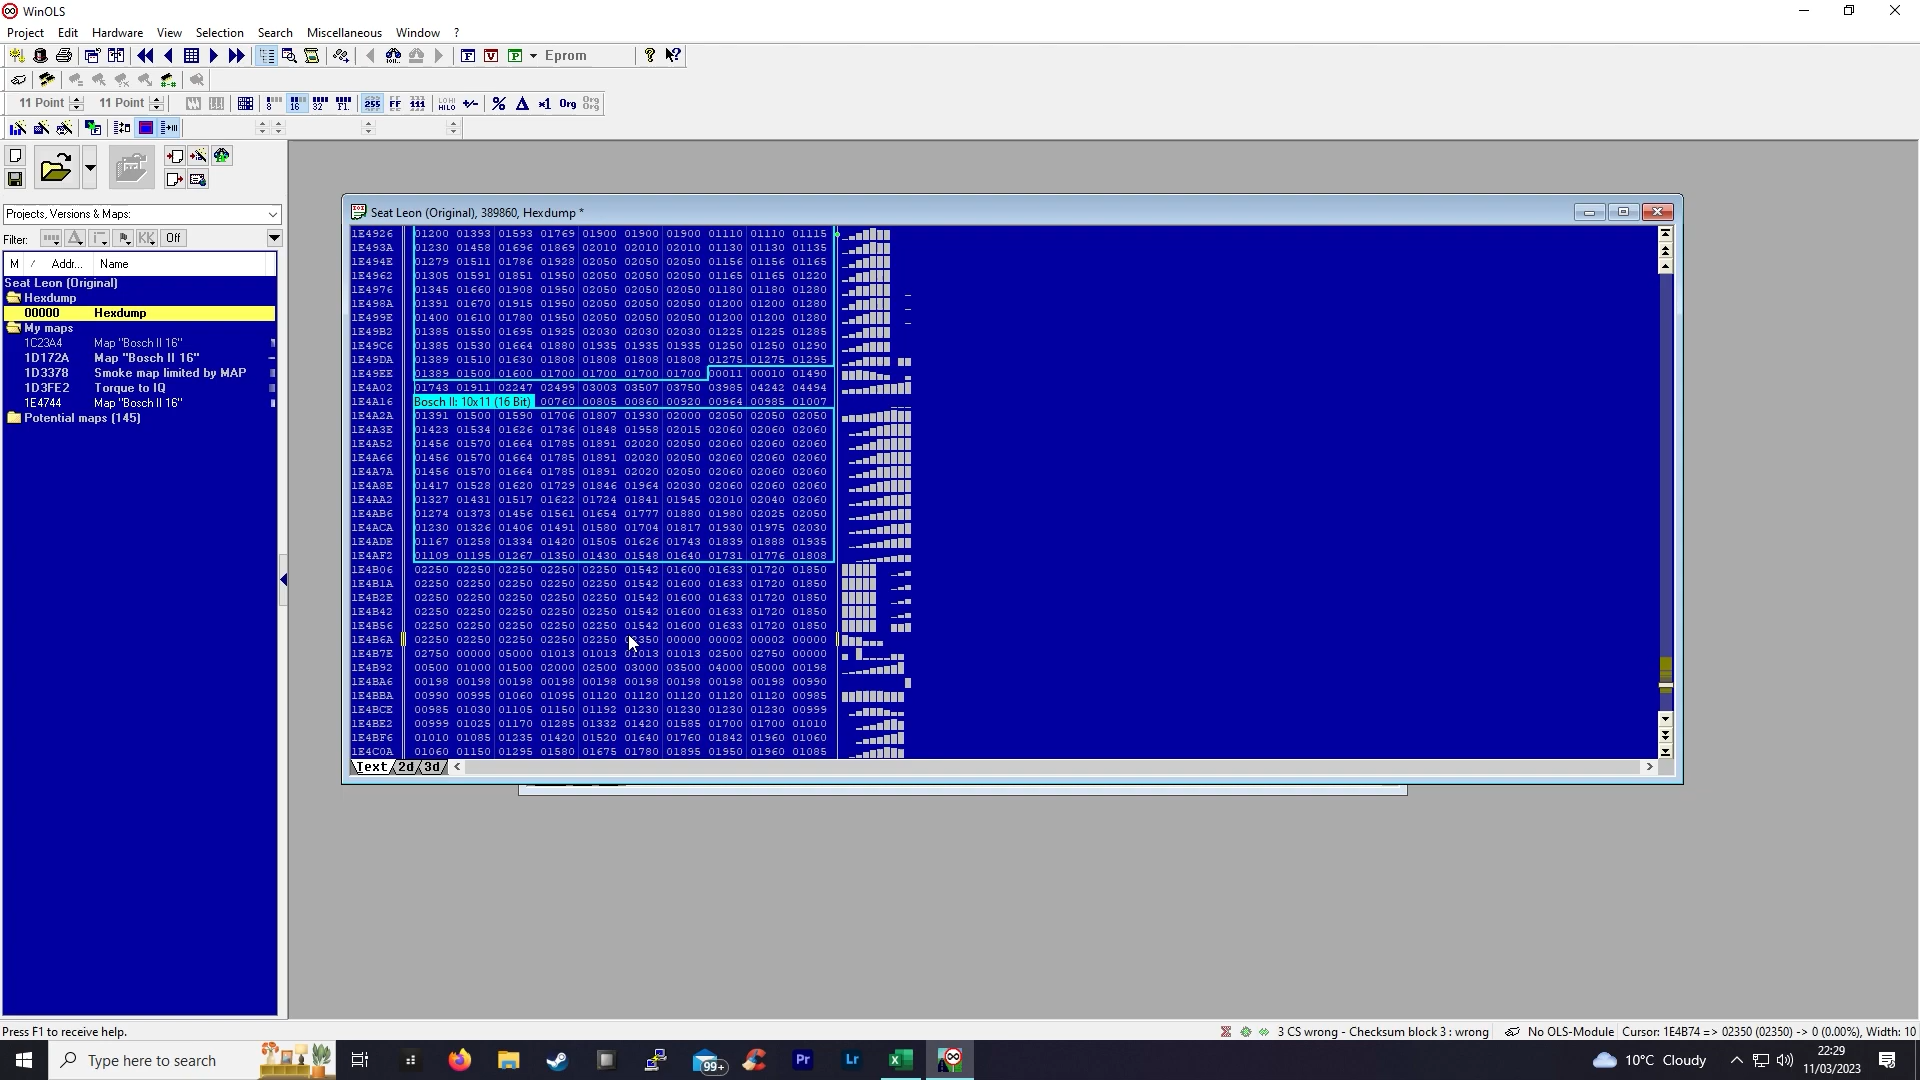 WinOLS
Project Edit Hardware View Selection Search Miscellaneous Window ?
Eprom
11 Point 11 Point 8 16 32 Fl. 255 FF 111 LOHI HILO +/- % Δ ×1 Org Org Org
Projects, Versions & Maps:
Filter: KK Off
M / Addr... Name
Seat Leon (Original)
Hexdump
00000 Hexdump
My maps
1C23A4 Map "Bosch II 16"
1D172A Map "Bosch II 16"
1D3378 Smoke map limited by MAP
1D3FE2 Torque to IQ
1E4744 Map "Bosch II 16"
Potential maps (145)
Seat Leon (Original), 389860, Hexdump *
1E4926 01200 01393 01593 01769 01900 01900 01900 01110 01110 01115
1E493A 01230 01458 01696 01869 02010 02010 02010 01130 01130 01135
1E494E 01279 01511 01786 01928 02050 02050 02050 01156 01156 01165
1E4962 01305 01591 01851 01950 02050 02050 02050 01165 01165 01220
1E4976 01345 01660 01908 01950 02050 02050 02050 01180 01180 01280
1E498A 01391 01670 01915 01950 02050 02050 02050 01200 01200 01280
1E499E 01400 01610 01780 01950 02050 02050 02050 01200 01200 01280
1E49B2 01385 01550 01695 01925 02030 02030 02030 01225 01225 01285
1E49C6 01385 01530 01664 01880 01935 01935 01935 01250 01250 01290
1E49DA 01389 01510 01630 01808 01808 01808 01808 01275 01275 01295
1E49EE 01389 01500 01600 01700 01700 01700 01700 00011 00010 01490
1E4A02 01743 01911 02247 02499 03003 03507 03750 03985 04242 04494
1E4A16 Bosch II: 10x11 (16 Bit) 00760 00805 00860 00920 00964 00985 01007
1E4A2A 01391 01500 01590 01706 01807 01930 02000 02050 02050 02050
1E4A3E 01423 01534 01626 01736 01848 01958 02015 02060 02060 02060
1E4A52 01456 01570 01664 01785 01891 02020 02050 02060 02060 02060
1E4A66 01456 01570 01664 01785 01891 02020 02050 02060 02060 02060
1E4A7A 01456 01570 01664 01785 01891 02020 02050 02060 02060 02060
1E4A8E 01417 01528 01620 01729 01846 01964 02030 02060 02060 02060
1E4AA2 01327 01431 01517 01622 01724 01841 01945 02010 02040 02060
1E4AB6 01274 01373 01456 01561 01654 01777 01880 01980 02025 02050
1E4ACA 01230 01326 01406 01491 01580 01704 01817 01930 01975 02030
1E4ADE 01167 01258 01334 01420 01505 01626 01743 01839 01888 01935
1E4AF2 01109 01195 01267 01350 01430 01548 01640 01731 01776 01808
1E4B06 02250 02250 02250 02250 02250 01542 01600 01633 01720 01850
1E4B1A 02250 02250 02250 02250 02250 01542 01600 01633 01720 01850
1E4B2E 02250 02250 02250 02250 02250 01542 01600 01633 01720 01850
1E4B42 02250 02250 02250 02250 02250 01542 01600 01633 01720 01850
1E4B56 02250 02250 02250 02250 02250 01542 01600 01633 01720 01850
1E4B6A 02250 02250 02250 02250 02250 02350 00000 00002 00002 00000
1E4B7E 02750 00000 05000 01013 01013 01013 01013 02500 02750 00000
1E4B92 00500 01000 01500 02000 02500 03000 03500 04000 05000 00198
1E4BA6 00198 00198 00198 00198 00198 00198 00198 00198 00198 00990
1E4BBA 00990 00995 01060 01095 01120 01120 01120 01120 01120 00985
1E4BCE 00985 01030 01105 01150 01192 01230 01230 01230 01230 00999
1E4BE2 00999 01025 01170 01285 01332 01420 01585 01700 01700 01010
1E4BF6 01010 01085 01235 01420 01520 01640 01760 01842 01960 01060
1E4C0A 01060 01150 01295 01580 01675 01780 01895 01950 01960 01085
Text 2d 3d
Press F1 to receive help.
3 CS wrong - Checksum block 3 : wrong No OLS-Module Cursor: 1E4B74 => 02350 (02350) -> 0 (0.00%), Width: 10
Type here to search
99+
Pr
Lr
10°C Cloudy
22:29
11/03/2023